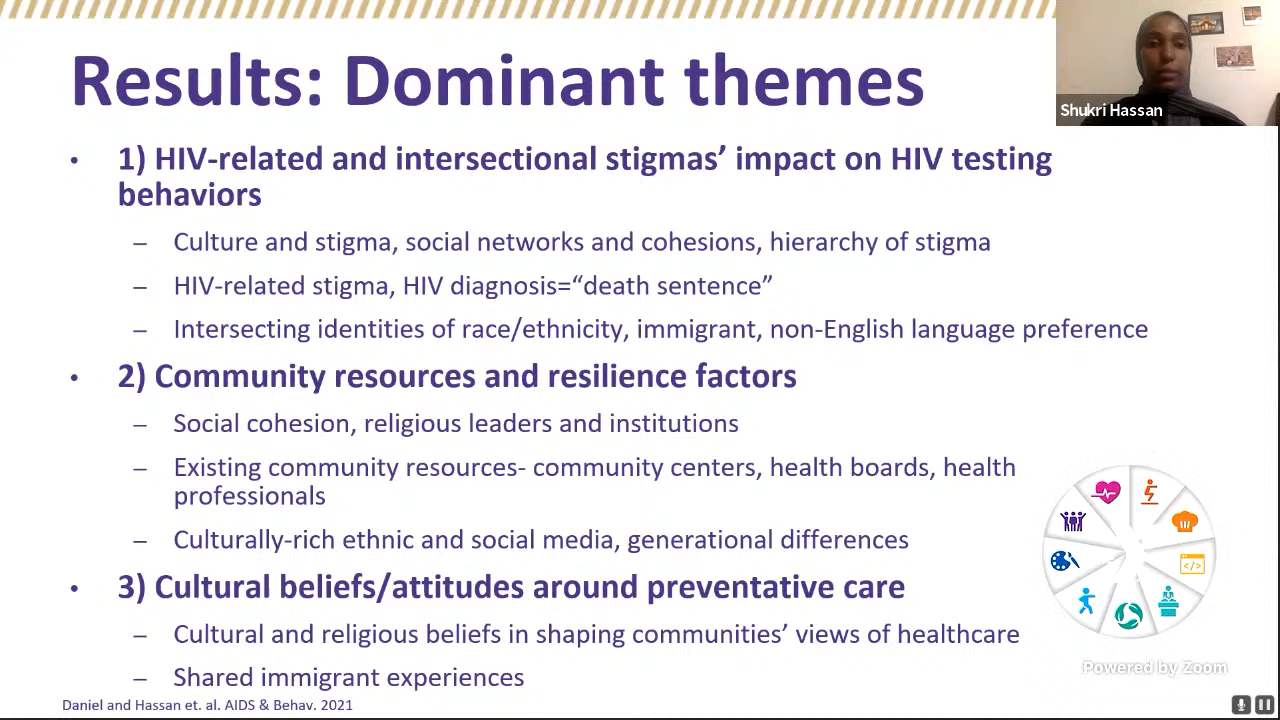 Results: Dominant themes
Shukri Hassan
• 1) HIV-related and intersectional stigmas’ impact on HIV testing
behaviors
– Culture and stigma, social networks and cohesions, hierarchy of stigma
– HIV-related stigma, HIV diagnosis=“death sentence”
– Intersecting identities of race/ethnicity, immigrant, non-English language preference
• 2) Community resources and resilience factors
– Social cohesion, religious leaders and institutions
– Existing community resources- community centers, health boards, health
professionals
– Culturally-rich ethnic and social media, generational differences
• 3) Cultural beliefs/attitudes around preventative care
– Cultural and religious beliefs in shaping communities’ views of healthcare
– Shared immigrant experiences
Powered by Zoom
Daniel and Hassan et. al. AIDS & Behav. 2021